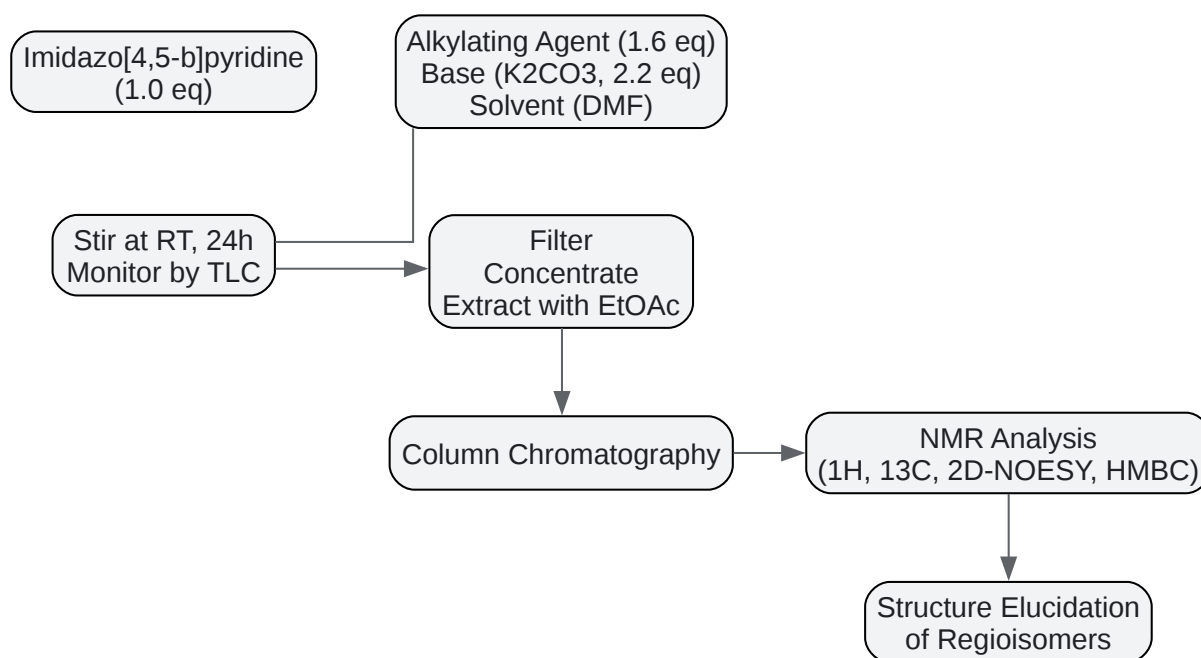 Imidazo[4,5-b]pyridine
(1.0 eq)
Alkylating Agent (1.6 eq)
Base (K2CO3, 2.2 eq)
Solvent (DMF)
Stir at RT, 24h
Monitor by TLC
Filter
Concentrate
Extract with EtOAc
Column Chromatography
NMR Analysis
(1H, 13C, 2D-NOESY, HMBC)
Structure Elucidation
of Regioisomers